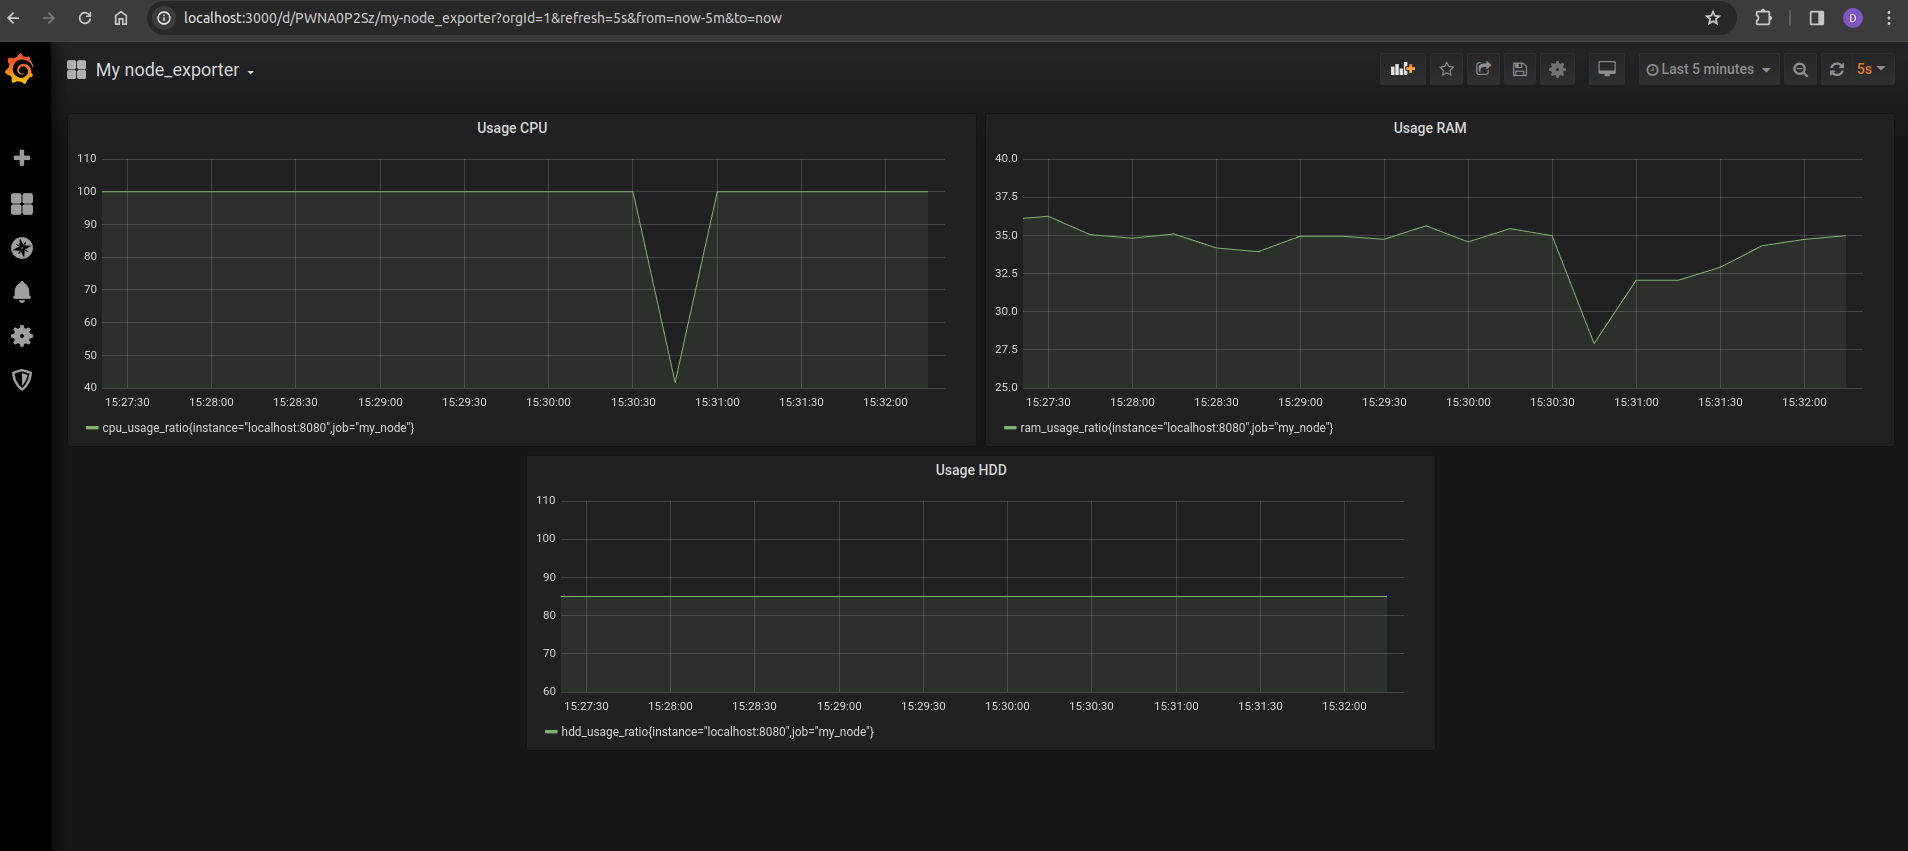 localhost:3000/d/PWNA0P2Sz/my-node_exporter?orgId=1&refresh=5s&from=now-5m&to=now
D
My node_exporter
Last 5 minutes
5s
Usage CPU
110
100
90
80
70
60
50
40
15:27:30 15:28:00 15:28:30 15:29:00 15:29:30 15:30:00 15:30:30 15:31:00 15:31:30 15:32:00
cpu_usage_ratio{instance="localhost:8080",job="my_node"}
Usage RAM
40.0
37.5
35.0
32.5
30.0
27.5
25.0
15:27:30 15:28:00 15:28:30 15:29:00 15:29:30 15:30:00 15:30:30 15:31:00 15:31:30 15:32:00
ram_usage_ratio{instance="localhost:8080",job="my_node"}
Usage HDD
110
100
90
80
70
60
15:27:30 15:28:00 15:28:30 15:29:00 15:29:30 15:30:00 15:30:30 15:31:00 15:31:30 15:32:00
hdd_usage_ratio{instance="localhost:8080",job="my_node"}